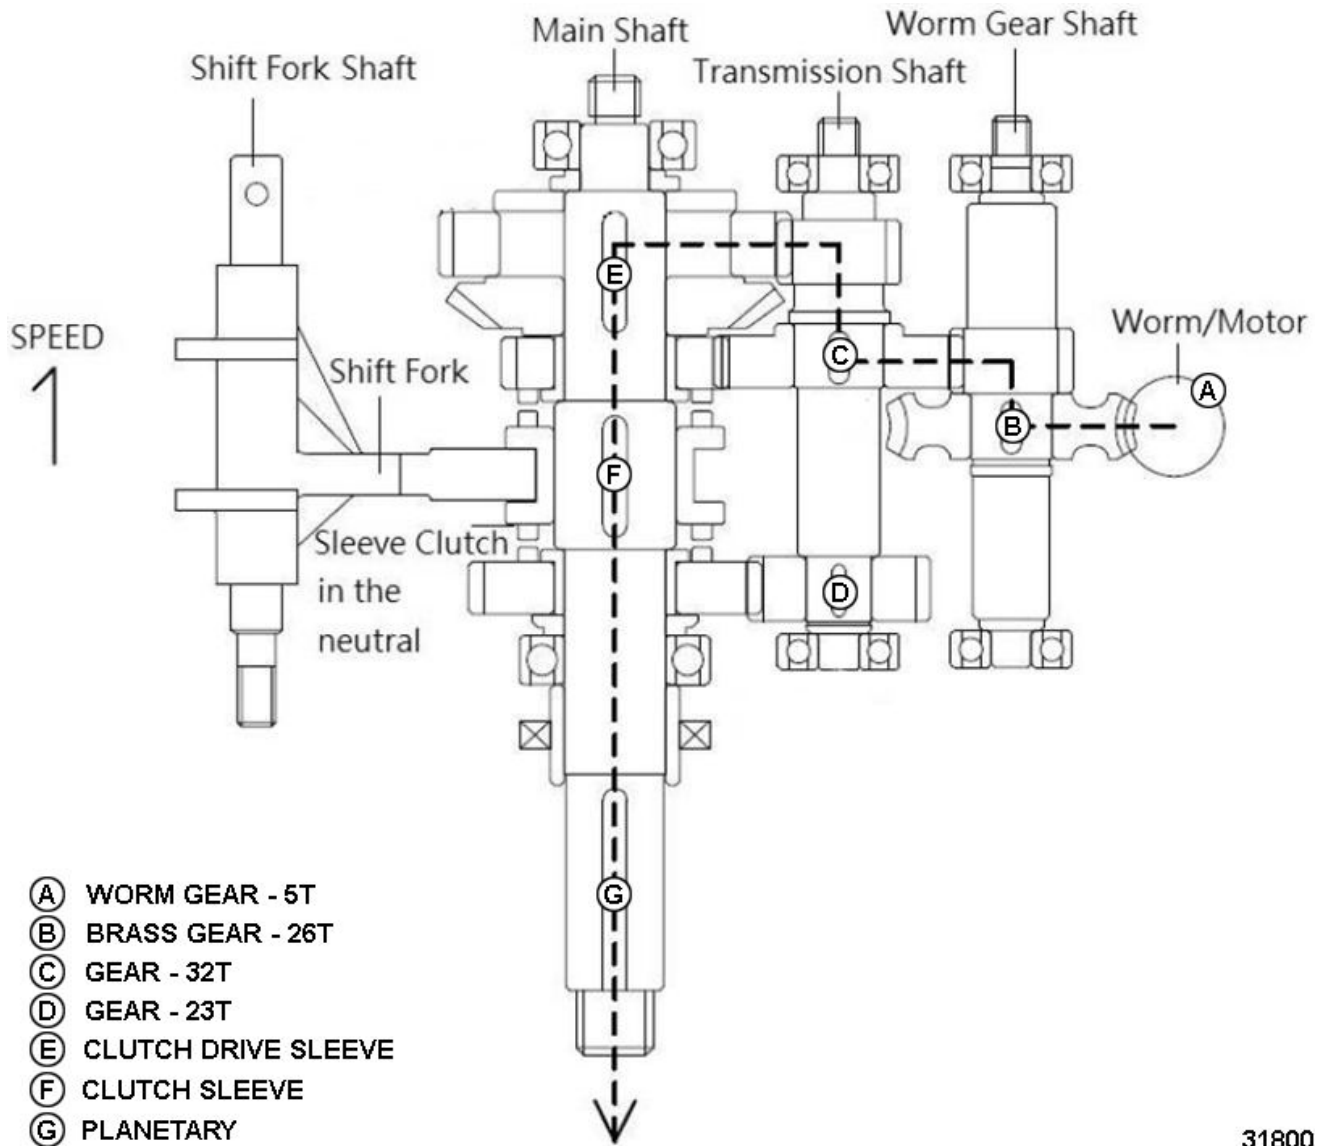 Worm Gear Shaft
Main Shaft
Shift Fork Shaft
Transmission Shaft
E
SPEED
1
Worm/Motor
C
A
Shift Fork
B
F
Sleeve Clutch
in the
neutral
D
G
A WORM GEAR - 5T
B BRASS GEAR - 26T
C GEAR - 32T
D GEAR - 23T
E CLUTCH DRIVE SLEEVE
F CLUTCH SLEEVE
G PLANETARY
31800